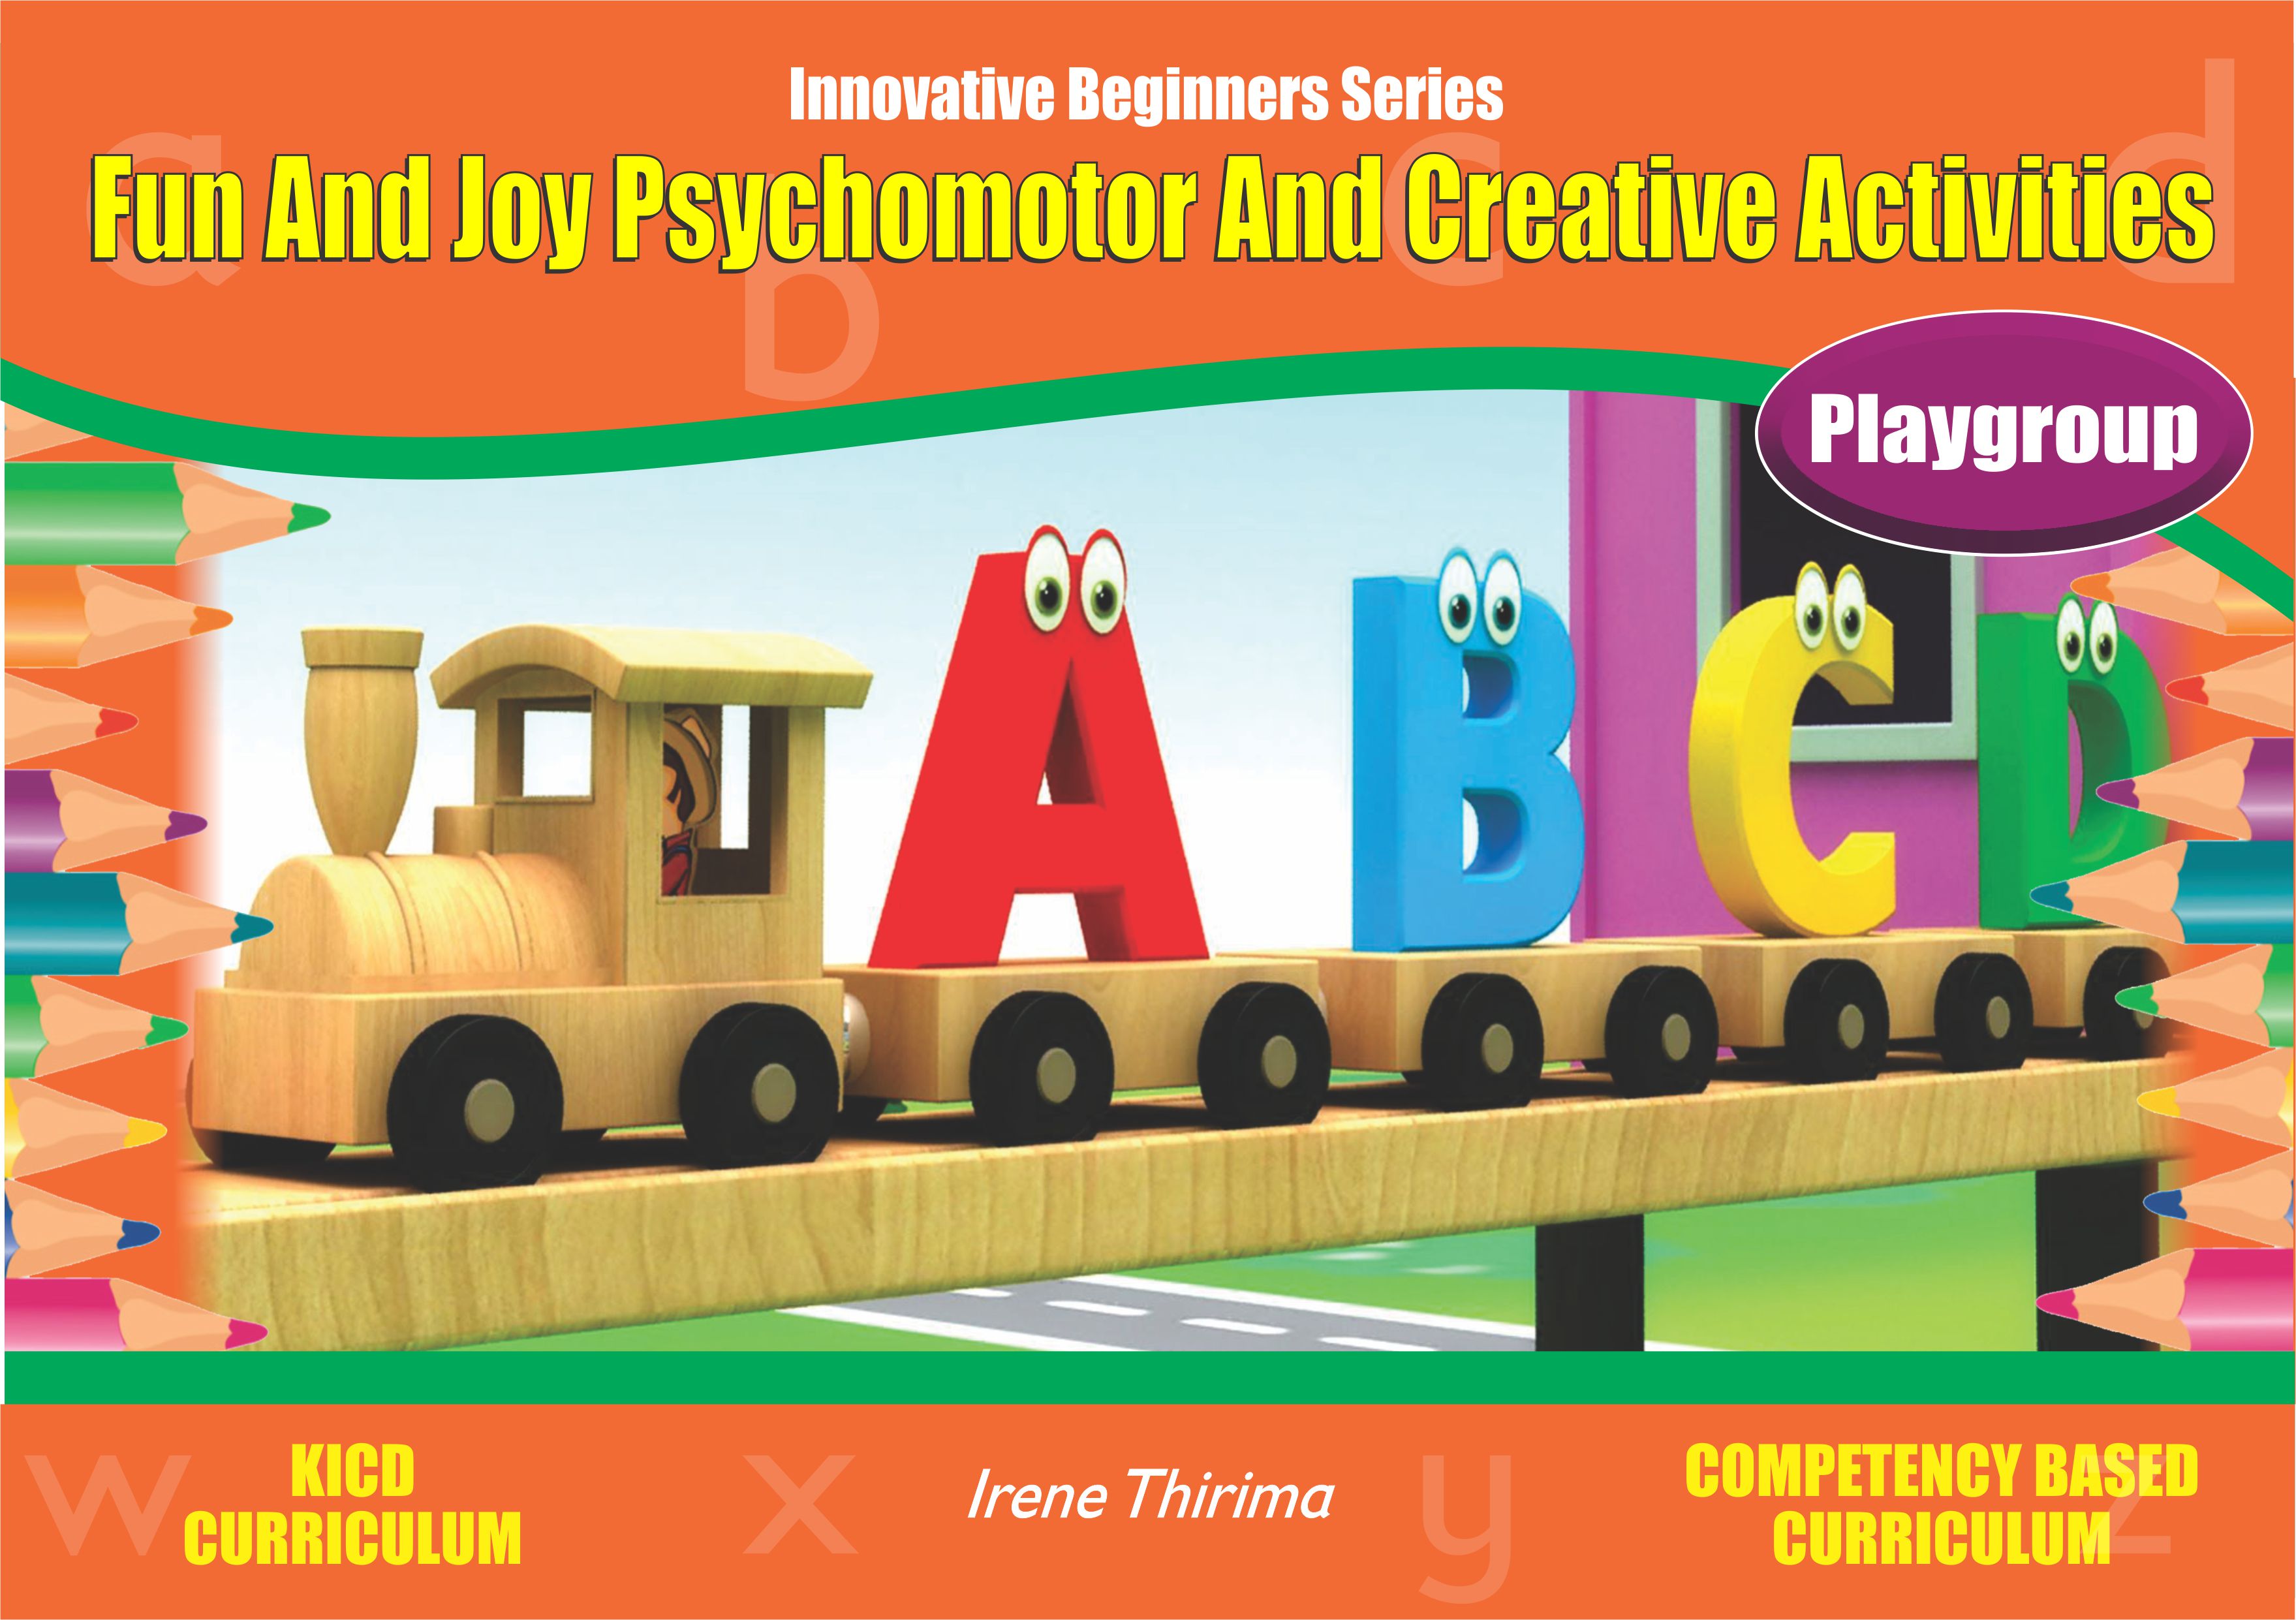 Innovative Beginners Series
a b c d
Fun And Joy Psychomotor And Creative Activities
Playgroup
A B C D
KICD
CURRICULUM
Irene Thirima
COMPETENCY BASED
CURRICULUM
w x y z